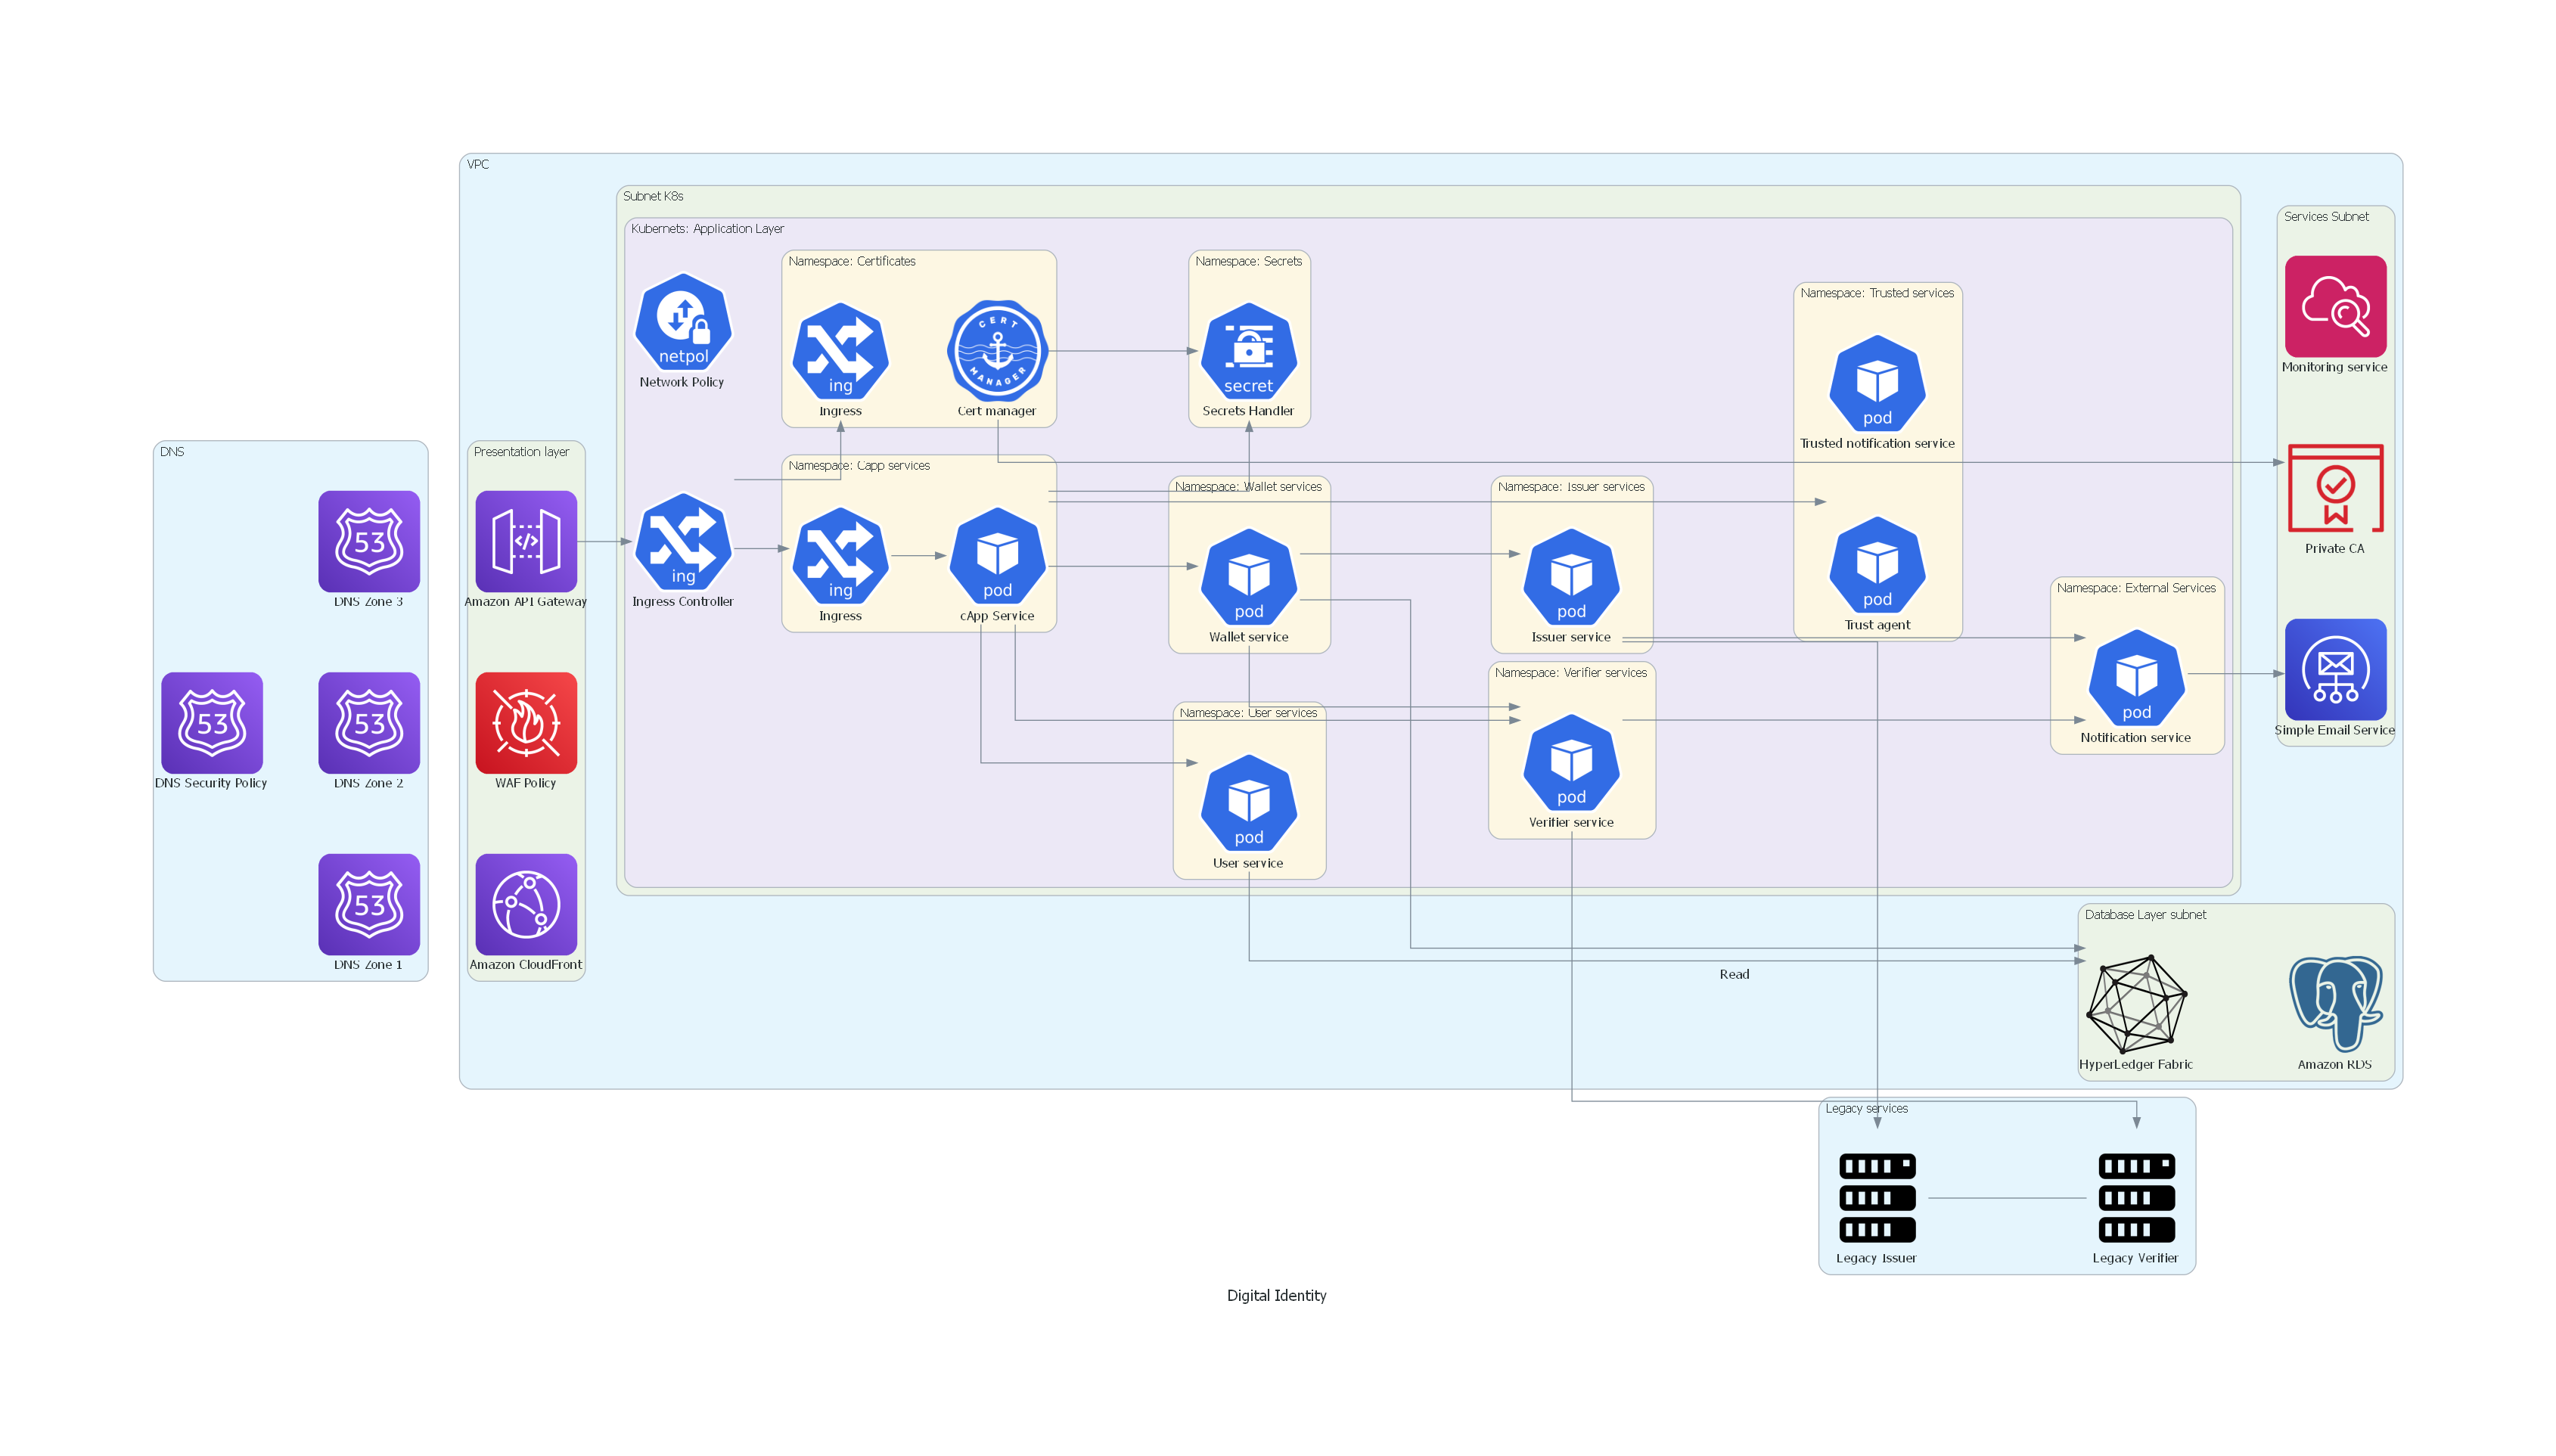 VPC
Subnet K8s
Kubernets: Application Layer
netpol
Network Policy
Namespace: Certificates
ing
Ingress
CERT
MANAGER
Cert manager
Namespace: Secrets
secret
Secrets Handler
Namespace: Trusted services
pod
Trusted notification service
pod
Trust agent
Services Subnet
Monitoring service
Private CA
Simple Email Service
DNS
53
DNS Zone 3
53
DNS Security Policy
53
DNS Zone 2
53
DNS Zone 1
Presentation layer
</>
Amazon API Gateway
WAF Policy
Amazon CloudFront
ing
Ingress Controller
Namespace: Capp services
ing
Ingress
pod
cApp Service
Namespace: Wallet services
pod
Wallet service
Namespace: Issuer services
pod
Issuer service
Namespace: External Services
pod
Notification service
Namespace: User services
pod
User service
Namespace: Verifier services
pod
Verifier service
Read
Database Layer subnet
HyperLedger Fabric
Amazon RDS
Legacy services
Legacy Issuer
Legacy Verifier
Digital Identity